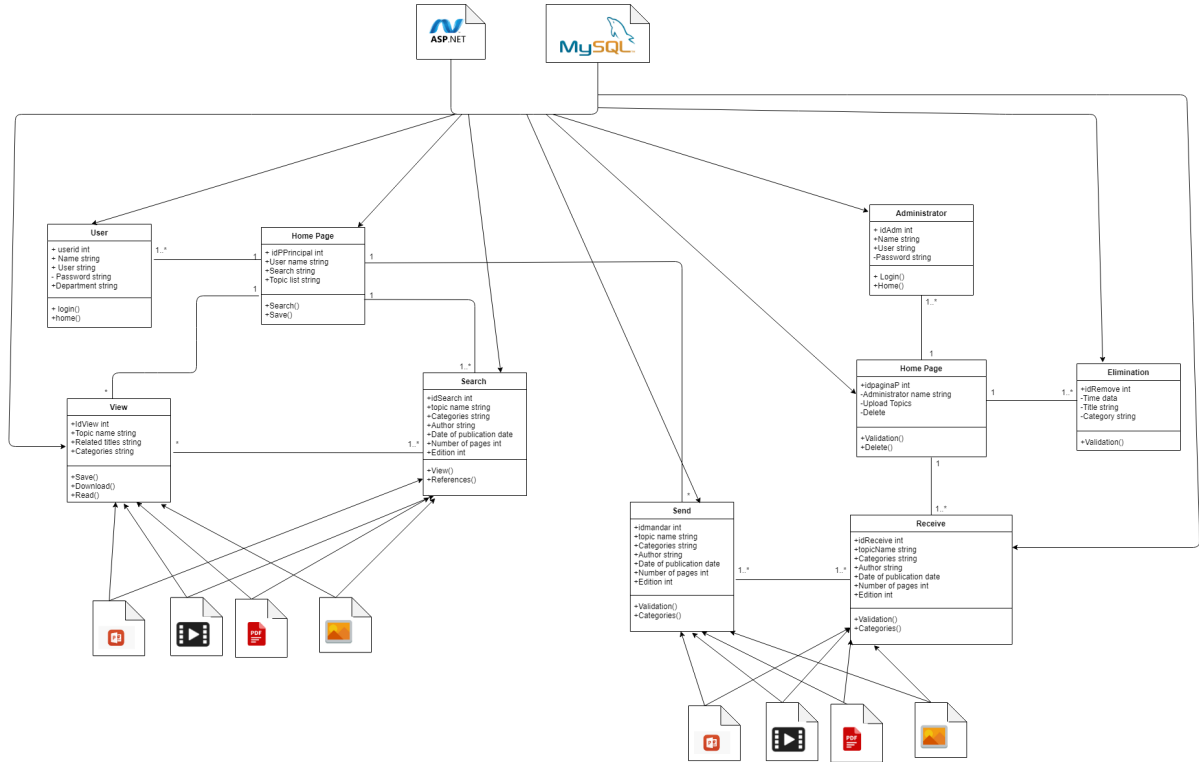 ASP.NET
MySQL
User
+ userid int
+ Name string
+ User string
- Password string
+Department string
+ login()
+home()
1..*
1
Home Page
+ idPPrincipal int
+User name string
+Search string
+Topic list string
+Search()
+Save()
1
1
1
1..*
*
View
+IdView int
+Topic name string
+Related titles string
+Categories string
+Save()
+Download()
+Read()
*
1..*
Search
+idSearch int
+topic name string
+Categories string
+Author string
+Date of publication date
+Number of pages int
+Edition int
+View()
+References()
PDF
Administrator
+ idAdm int
+Name string
+User string
-Password string
+ Login()
+Home()
1..*
1
Home Page
+idpaginaP int
-Administrator name string
-Upload Topics
-Delete
+Validation()
+Delete()
1
1..*
Elimination
+idRemove int
-Time data
-Title string
-Category string
+Validation()
1
1..*
*
Send
+idmandar int
+topic name string
+Categories string
+Author string
+Date of publication date
+Number of pages int
+Edition int
+Validation()
+Categories()
1..*
1..*
Receive
+idReceive int
+topicName string
+Categories string
+Author string
+Date of publication date
+Number of pages int
+Edition int
+Validation()
+Categories()
PDF